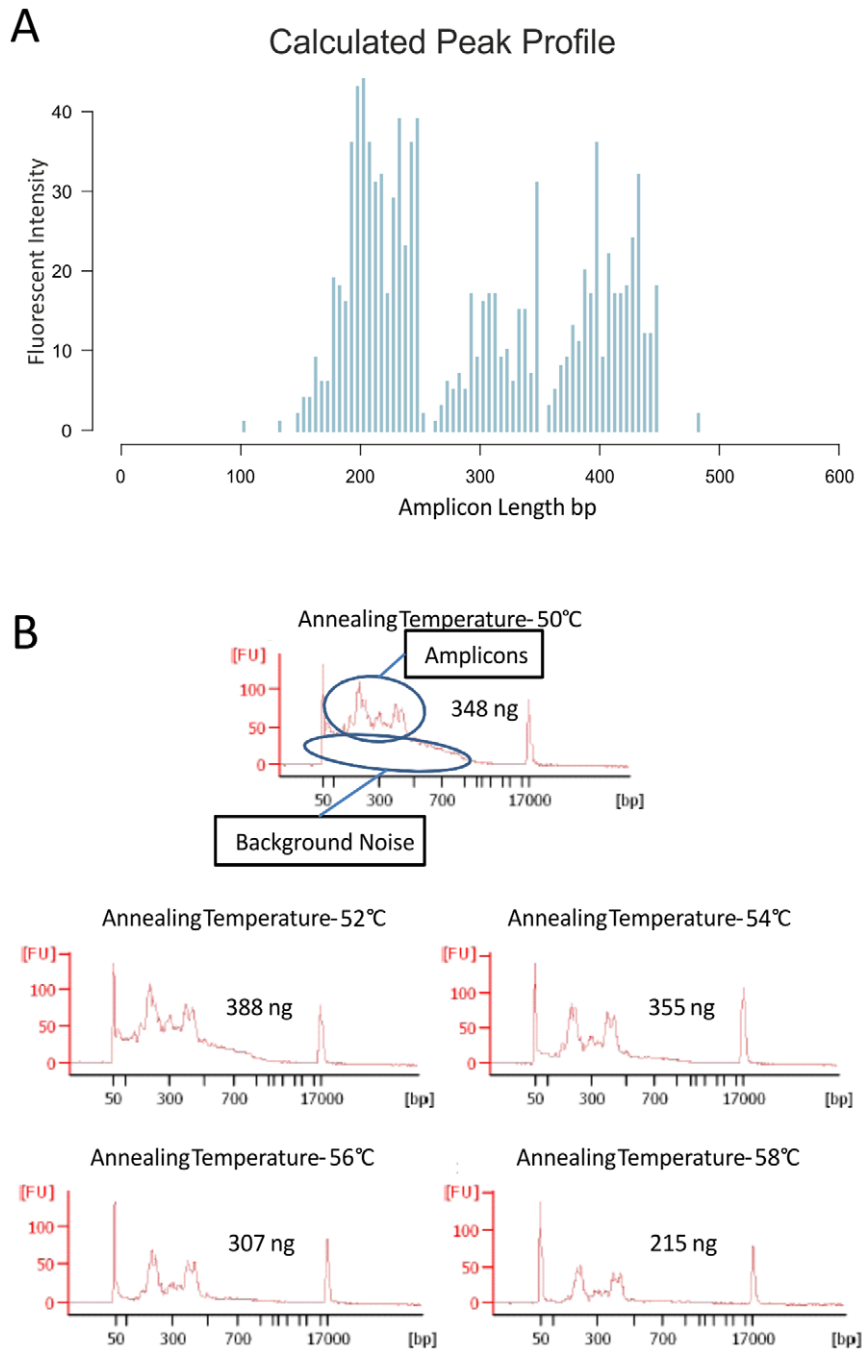 A
Calculated Peak Profile
Fluorescent Intensity
40
30
20
10
0
0 100 200 300 400 500 600
Amplicon Length bp
B
Annealing Temperature- 50℃
[FU]
Amplicons
100
348 ng
50
0
50 300 700 17000 [bp]
Background Noise
Annealing Temperature- 52℃
[FU]
100
388 ng
50
0
50 300 700 17000 [bp]
Annealing Temperature- 54℃
[FU]
100
355 ng
50
0
50 300 700 17000 [bp]
Annealing Temperature- 56℃
[FU]
100
307 ng
50
0
50 300 700 17000 [bp]
Annealing Temperature- 58℃
[FU]
100
215 ng
50
0
50 300 700 17000 [bp]